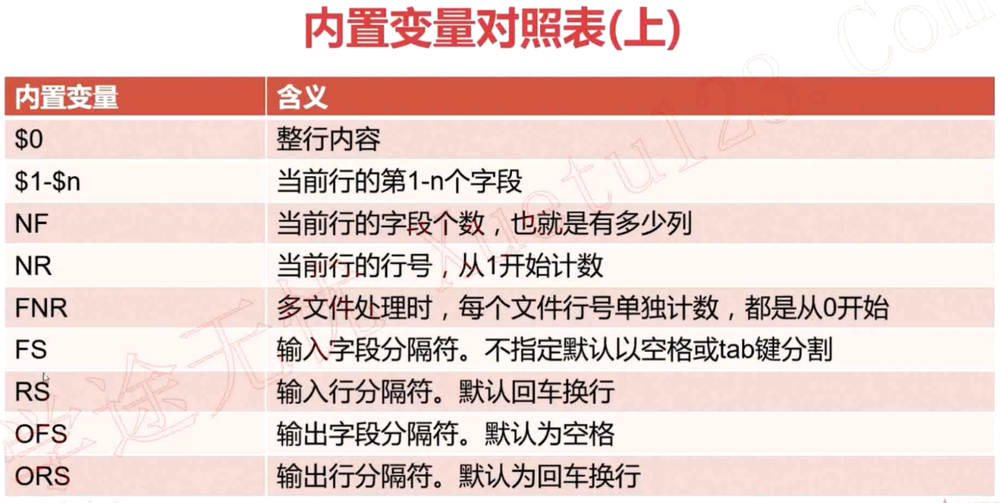 内置变量对照表(上)
内置变量 含义
$0 整行内容
$1-$n 当前行的第1-n个字段
NF 当前行的字段个数，也就是有多少列
NR 当前行的行号，从1开始计数
FNR 多文件处理时，每个文件行号单独计数，都是从0开始
FS 输入字段分隔符。不指定默认以空格或tab键分割
RS 输入行分隔符。默认回车换行
OFS 输出字段分隔符。默认为空格
ORS 输出行分隔符。默认为回车换行
学途无忧 Xuetu123.Com